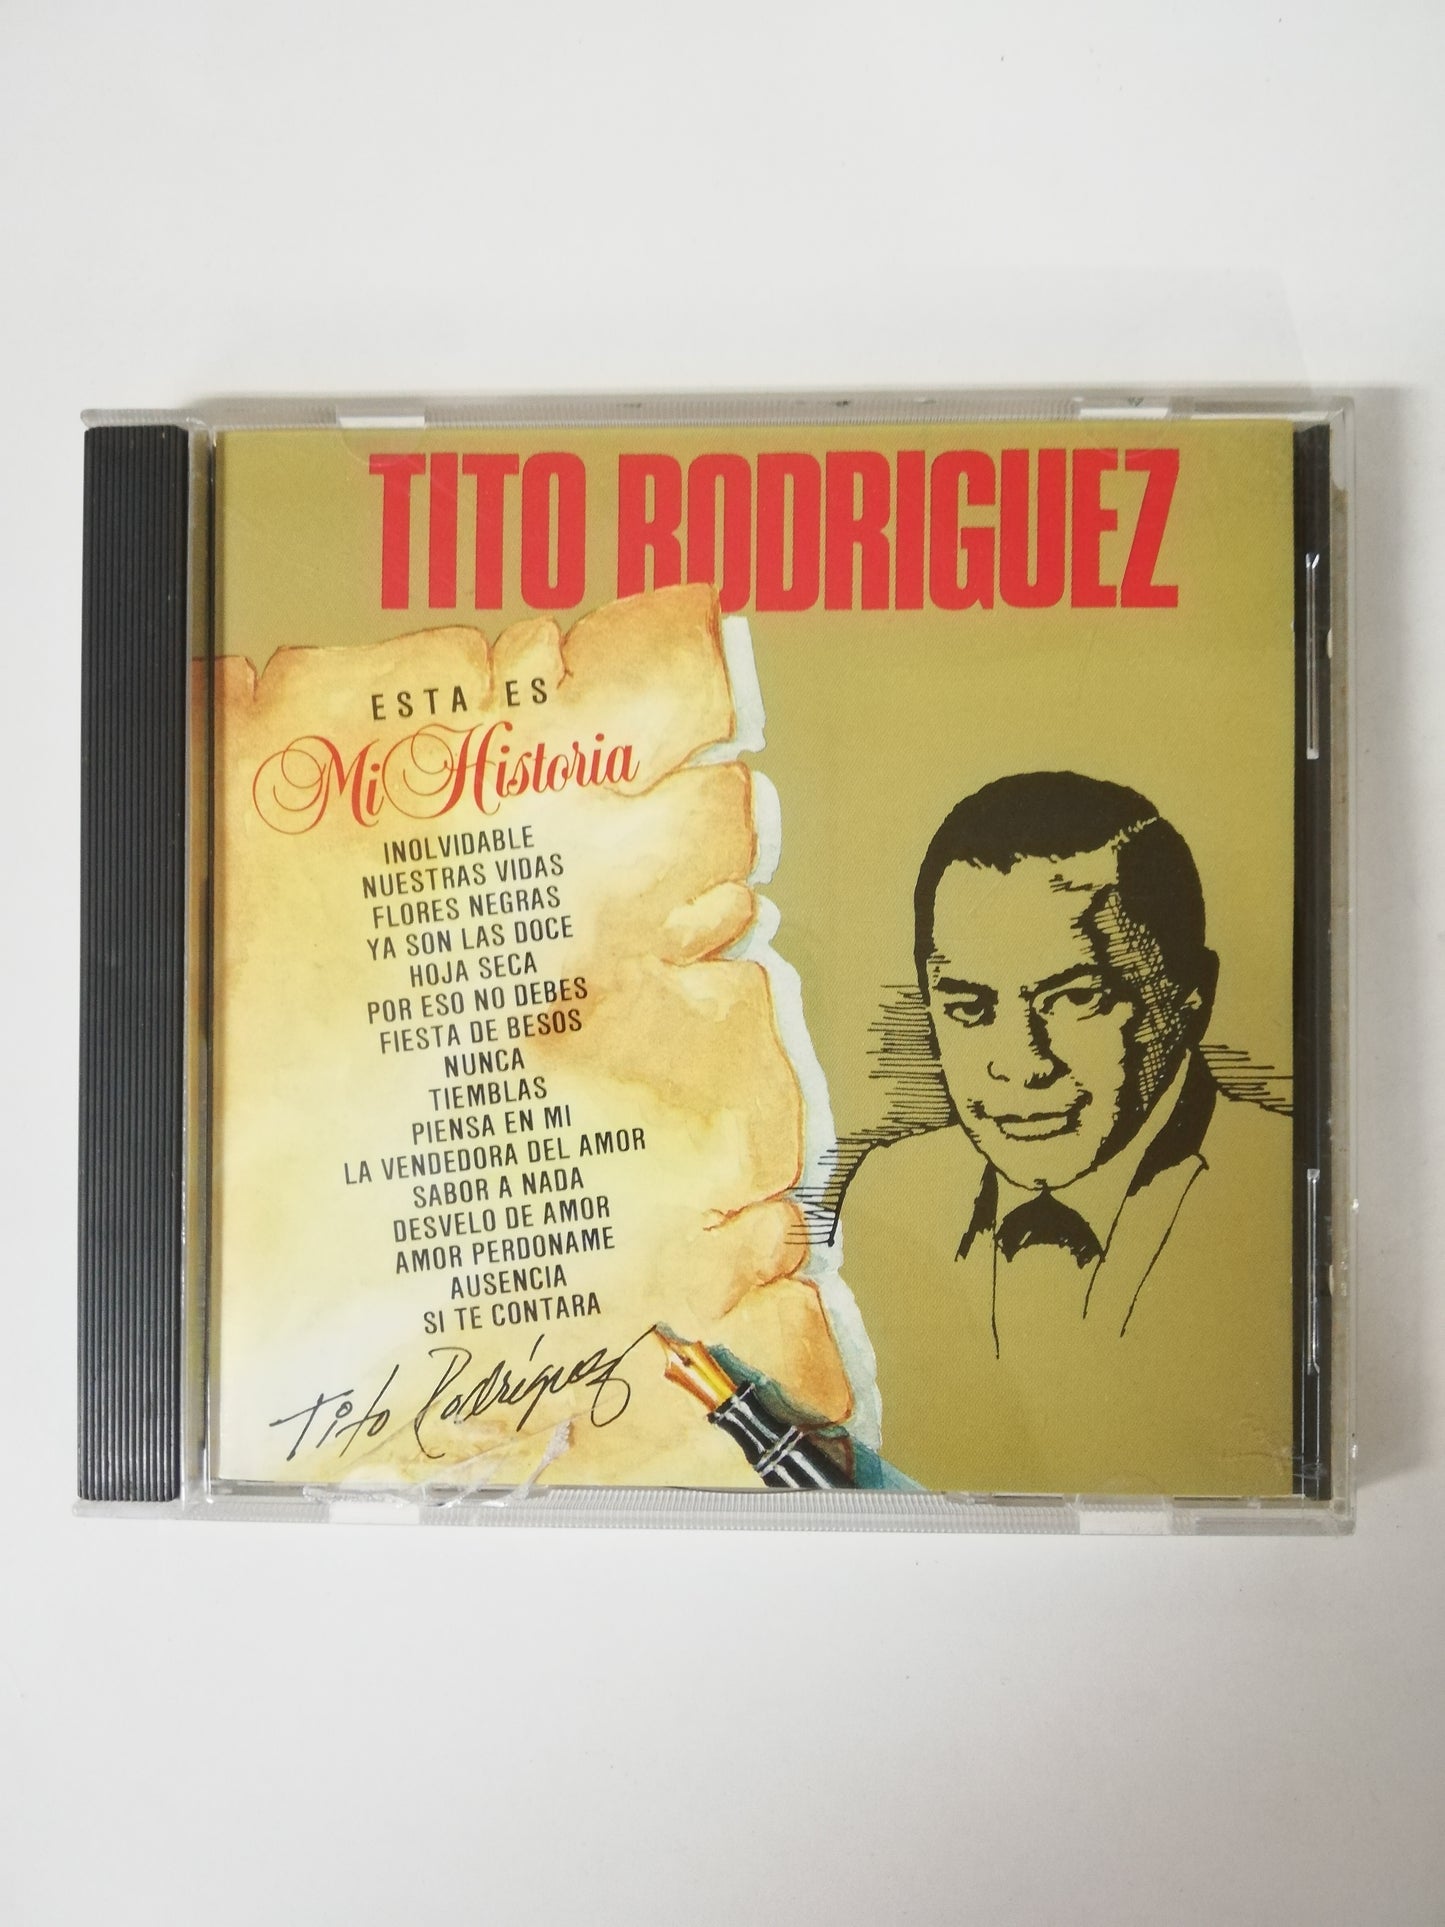 TITO RODRIGUEZ
ESTA ES
Mi Historia
INOLVIDABLE
NUESTRAS VIDAS
FLORES NEGRAS
YA SON LAS DOCE
HOJA SECA
POR ESO NO DEBES
FIESTA DE BESOS
NUNCA
TIEMBLAS
PIENSA EN MI
LA VENDEDORA DEL AMOR
SABOR A NADA
DESVELO DE AMOR
AMOR PERDONAME
AUSENCIA
SI TE CONTARA
Tito Rodríguez